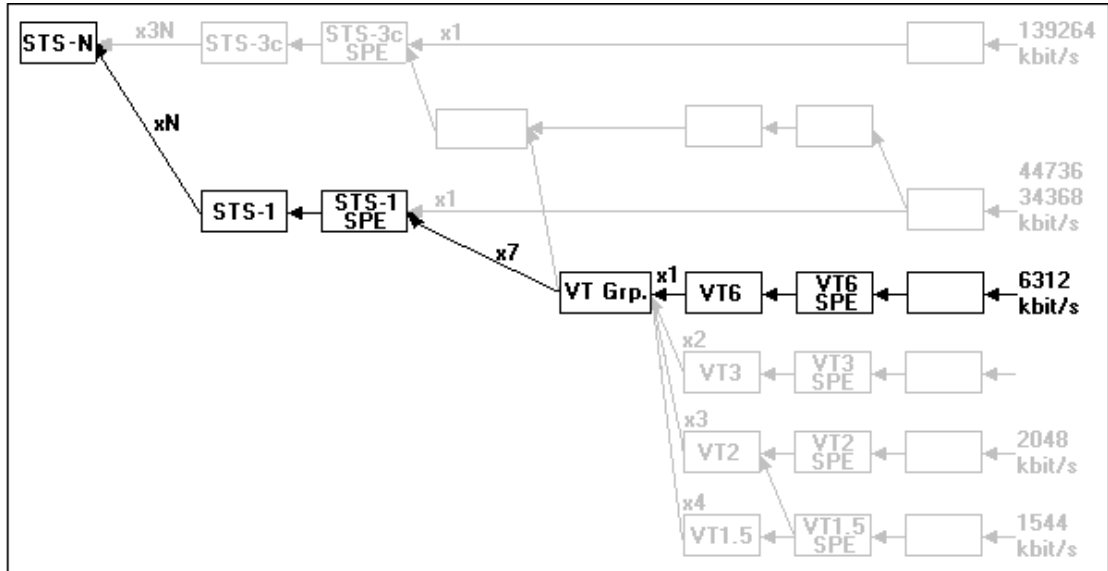 x3N
x1
STS-N
STS-3c
STS-3c
SPE
139264
kbit/s
xN
44736
34368
kbit/s
STS-1
STS-1
SPE
x1
x7
VT Grp.
x1
VT6
VT6
SPE
6312
kbit/s
x2
VT3
VT3
SPE
x3
VT2
VT2
SPE
2048
kbit/s
x4
VT1.5
VT1.5
SPE
1544
kbit/s